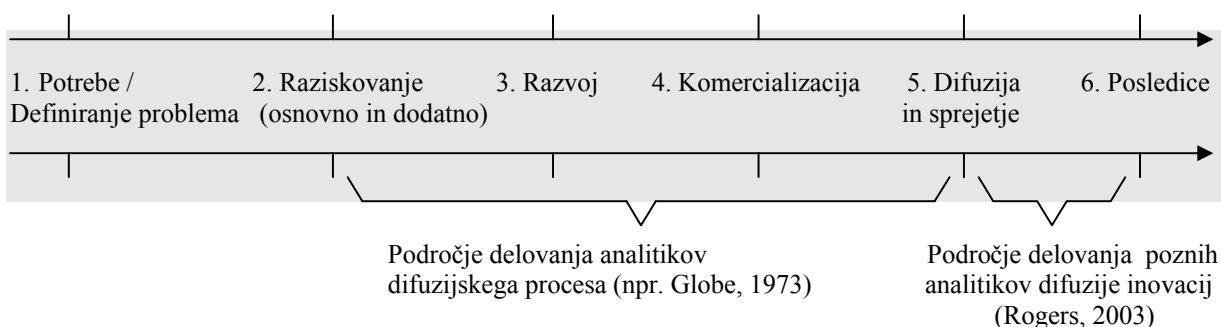 1. Potrebe /
Definiranje problema
2. Raziskovanje
(osnovno in dodatno)
3. Razvoj
4. Komercializacija
5. Difuzija
in sprejetje
6. Posledice
Področje delovanja analitikov
difuzijskega procesa (npr. Globe, 1973)
Področje delovanja poznih
analitikov difuzije inovacij
(Rogers, 2003)